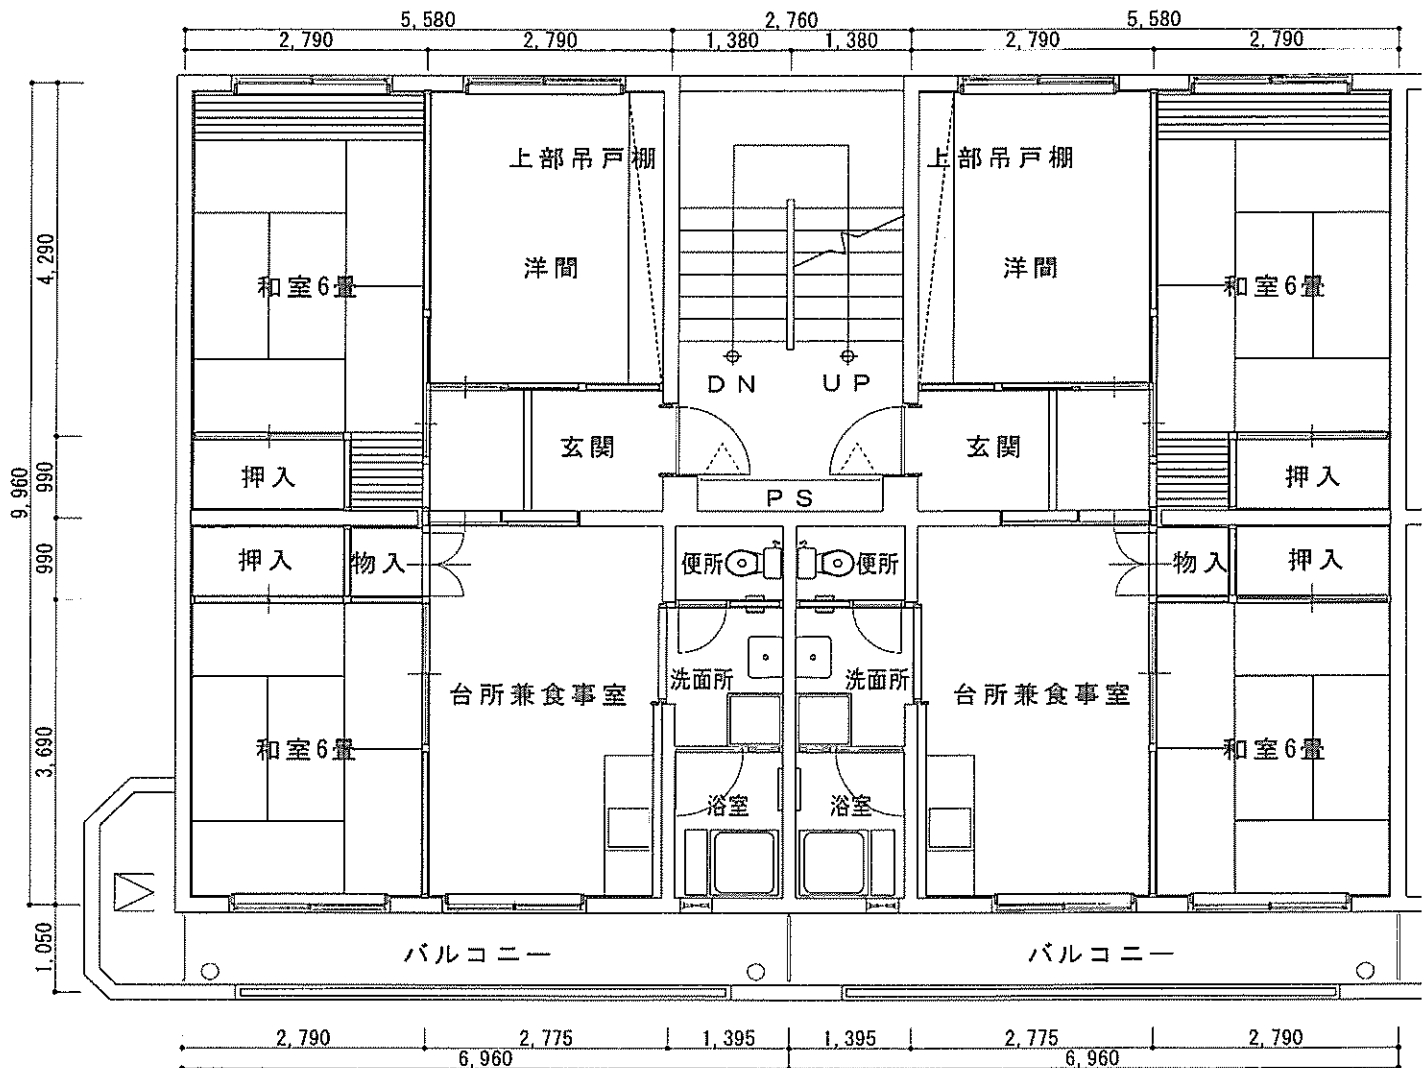 5,580 2,760 5,580
2,790 2,790 1,380 1,380 2,790 2,790
上部吊戸棚 上部吊戸棚
4,290
洋間 洋間
和室6畳 和室6畳
DN UP
玄関 玄関
押入 押入
9,960
990
PS
990
押入 物入 便所 便所 物入 押入
洗面所 洗面所
台所兼食事室 台所兼食事室
3,690
和室6畳 和室6畳
浴室 浴室
1,050
バルコニー バルコニー
2,790 2,775 1,395 1,395 2,775 2,790
6,960 6,960